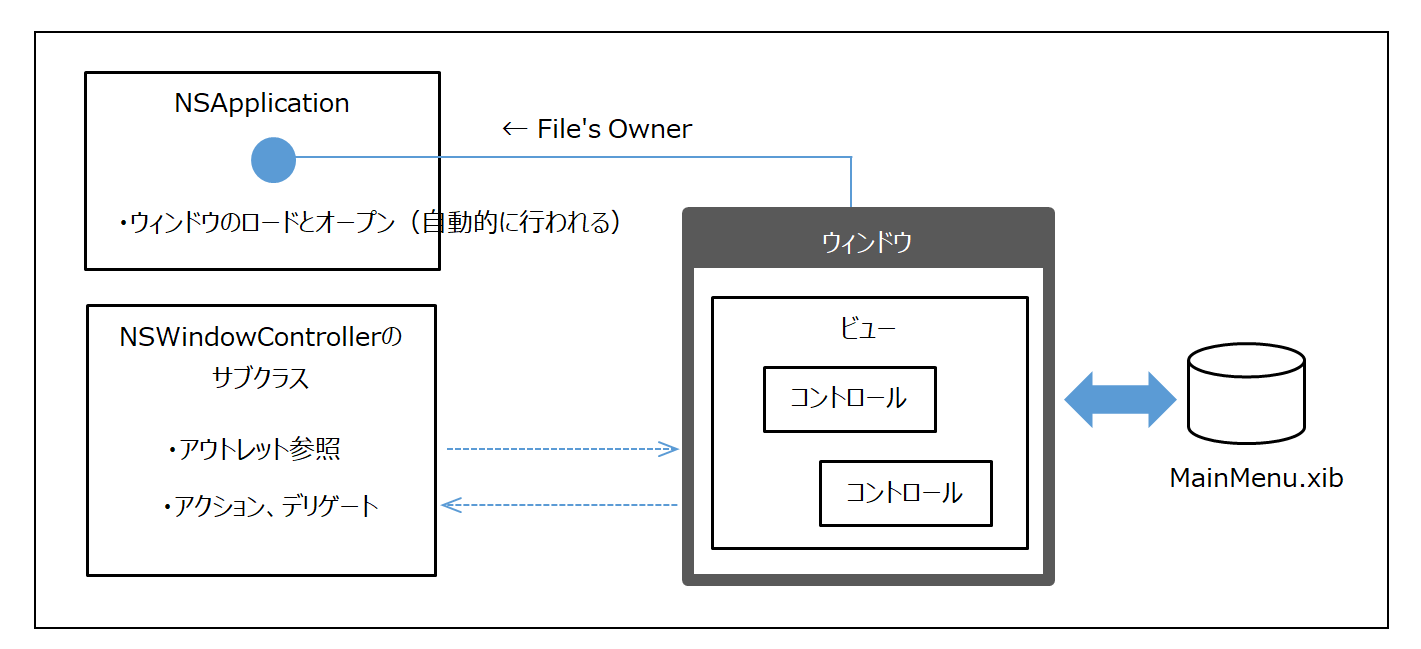 NSApplication
← File's Owner
・ウィンドウのロードとオープン（自動的に行われる）
ウィンドウ
NSWindowControllerの
サブクラス
ビュー
コントロール
・アウトレット参照
・アクション、デリゲート
コントロール
MainMenu.xib